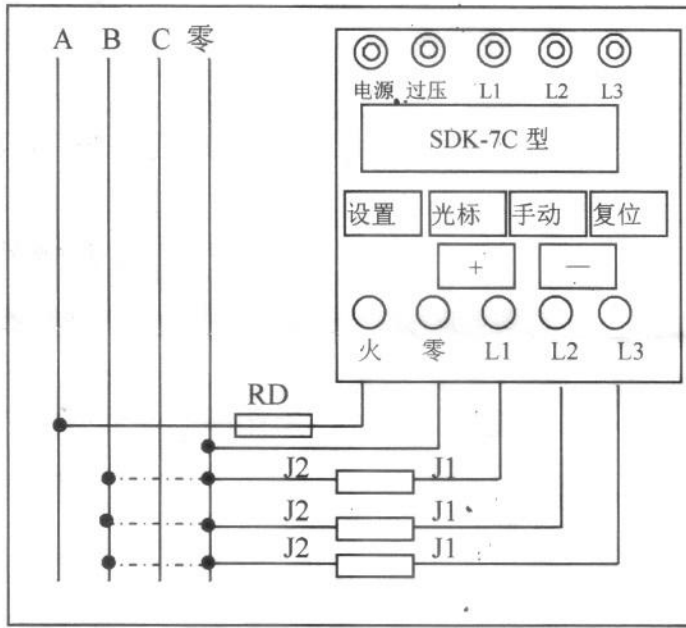 A B C 零
电源 过压 L1 L2 L3
SDK-7C 型
设置 光标 手动 复位
+ —
火 零 L1 L2 L3
RD
J2 J1
J2 J1
J2 J1